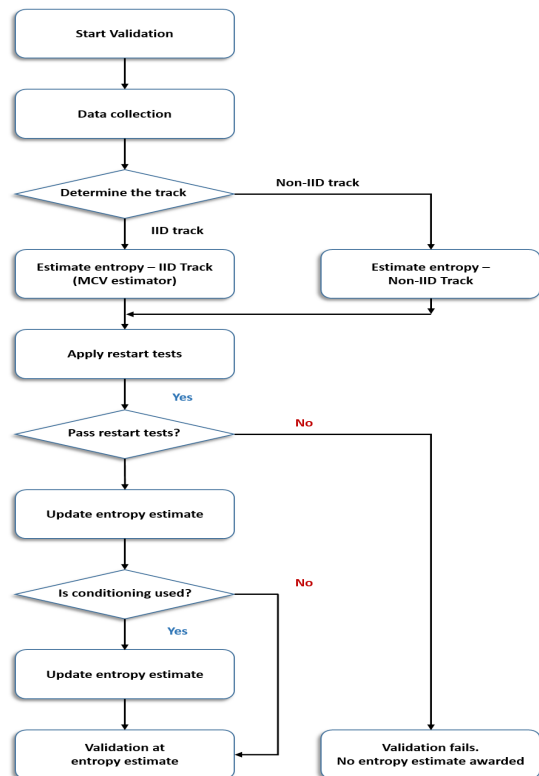 Start Validation
Data collection
Determine the track
Non-IID track
IID track
Estimate entropy – IID Track
(MCV estimator)
Estimate entropy –
Non-IID Track
Apply restart tests
Yes
Pass restart tests?
No
Update entropy estimate
Is conditioning used?
No
Yes
Update entropy estimate
Validation at
entropy estimate
Validation fails.
No entropy estimate awarded